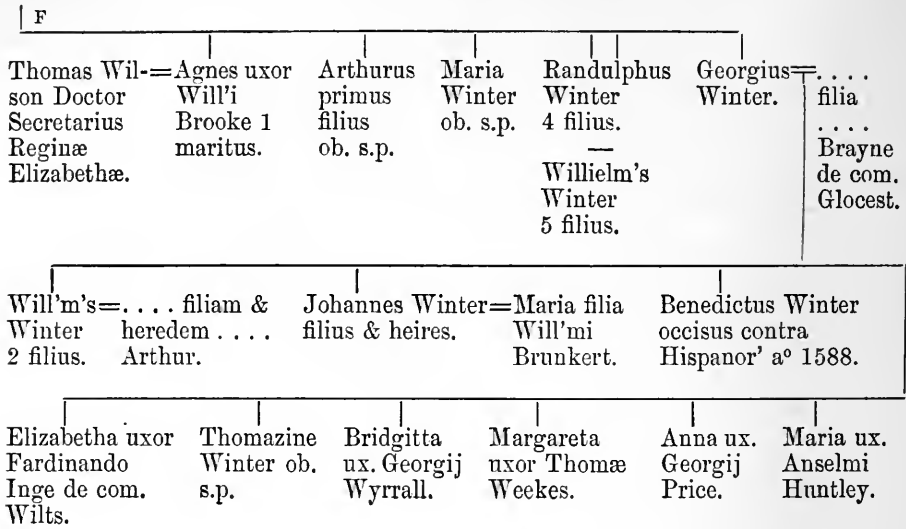 F
Thomas Wil-=Agnes uxor
son Doctor Will'i
Secretarius Brooke 1
Reginæ maritus.
Elizabethæ.
Arthurus
primus
filius
ob. s.p.
Maria
Winter
ob. s.p.
Randulphus
Winter
4 filius.
—
Willielm's
Winter
5 filius.
Georgius=. . . .
Winter. filia
. . . .
Brayne
de com.
Glocest.
Will'm's=. . . . filiam &
Winter heredem . . . .
2 filius. Arthur.
Johannes Winter=Maria filia
filius & heires. Will'mi
Brunkert.
Benedictus Winter
occisus contra
Hispanor' aº 1588.
Elizabetha uxor
Fardinando
Inge de com.
Wilts.
Thomazine
Winter ob.
s.p.
Bridgitta
ux. Georgij
Wyrrall.
Margareta
uxor Thomæ
Weekes.
Anna ux.
Georgij
Price.
Maria ux.
Anselmi
Huntley.